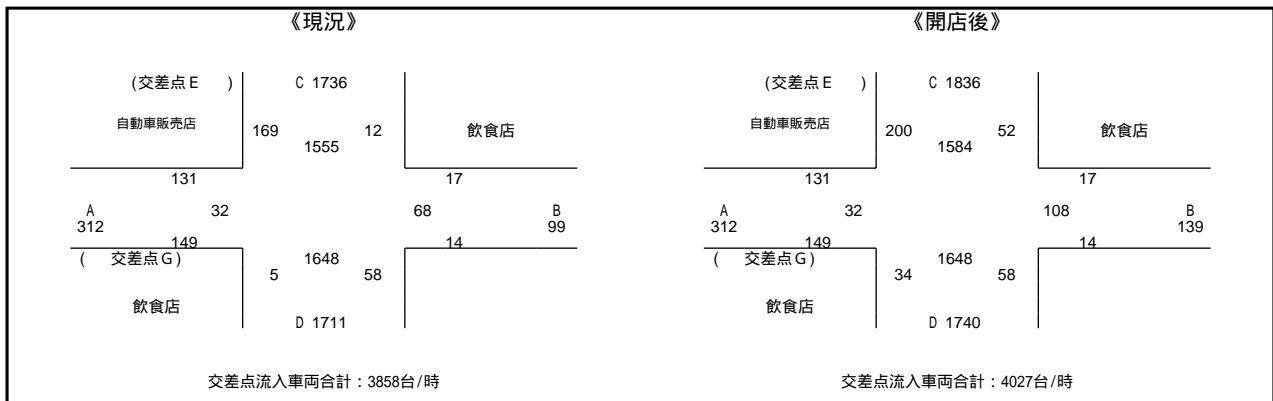 《現況》
(交差点E )
C 1736
自動車販売店
169
12
飲食店
1555
131
17
A
32
68
B
312
99
149
14
( 交差点G)
1648
5
58
飲食店
D 1711
交差点流入車両合計：3858台/時
《開店後》
(交差点E )
C 1836
自動車販売店
200
52
飲食店
1584
131
17
A
32
108
B
312
139
149
14
( 交差点G)
1648
34
58
飲食店
D 1740
交差点流入車両合計：4027台/時